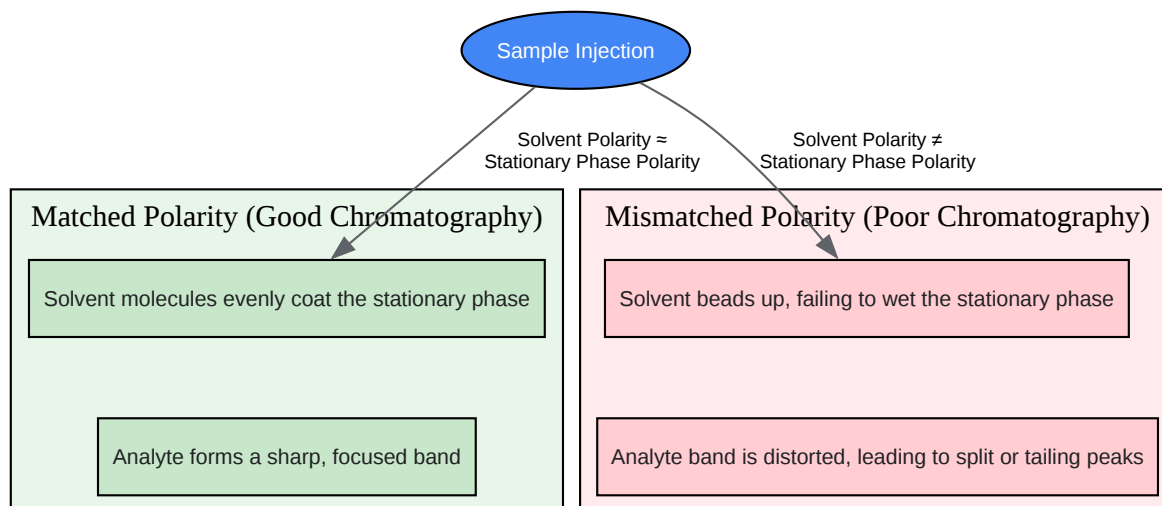 Sample Injection
Solvent Polarity ≈
Stationary Phase Polarity
Solvent Polarity ≠
Stationary Phase Polarity
Matched Polarity (Good Chromatography)
Solvent molecules evenly coat the stationary phase
Analyte forms a sharp, focused band
Mismatched Polarity (Poor Chromatography)
Solvent beads up, failing to wet the stationary phase
Analyte band is distorted, leading to split or tailing peaks